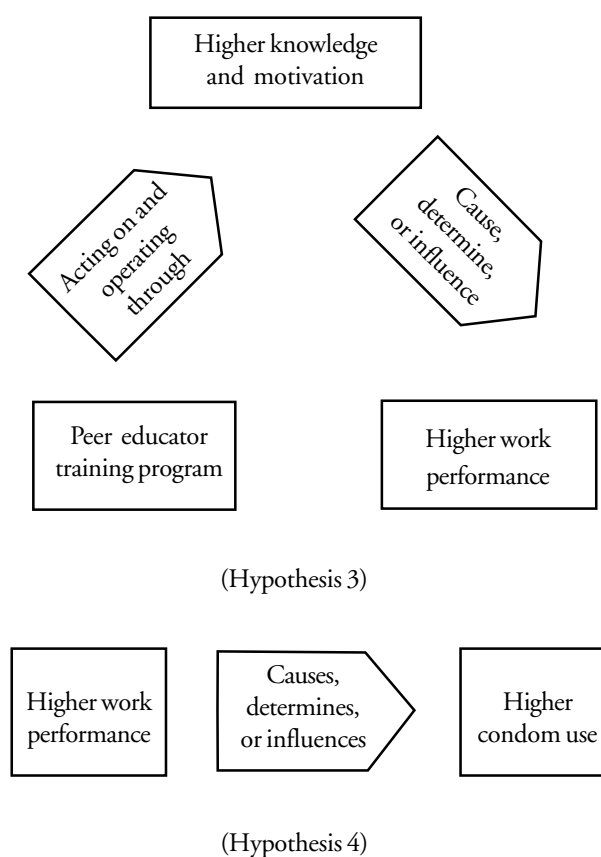 Higher knowledge
and motivation
Acting on and
operating
through
Cause,
determine,
or influence
Peer educator
training program
Higher work
performance
(Hypothesis 3)
Higher work
performance
Causes,
determines,
or influences
Higher
condom use
(Hypothesis 4)